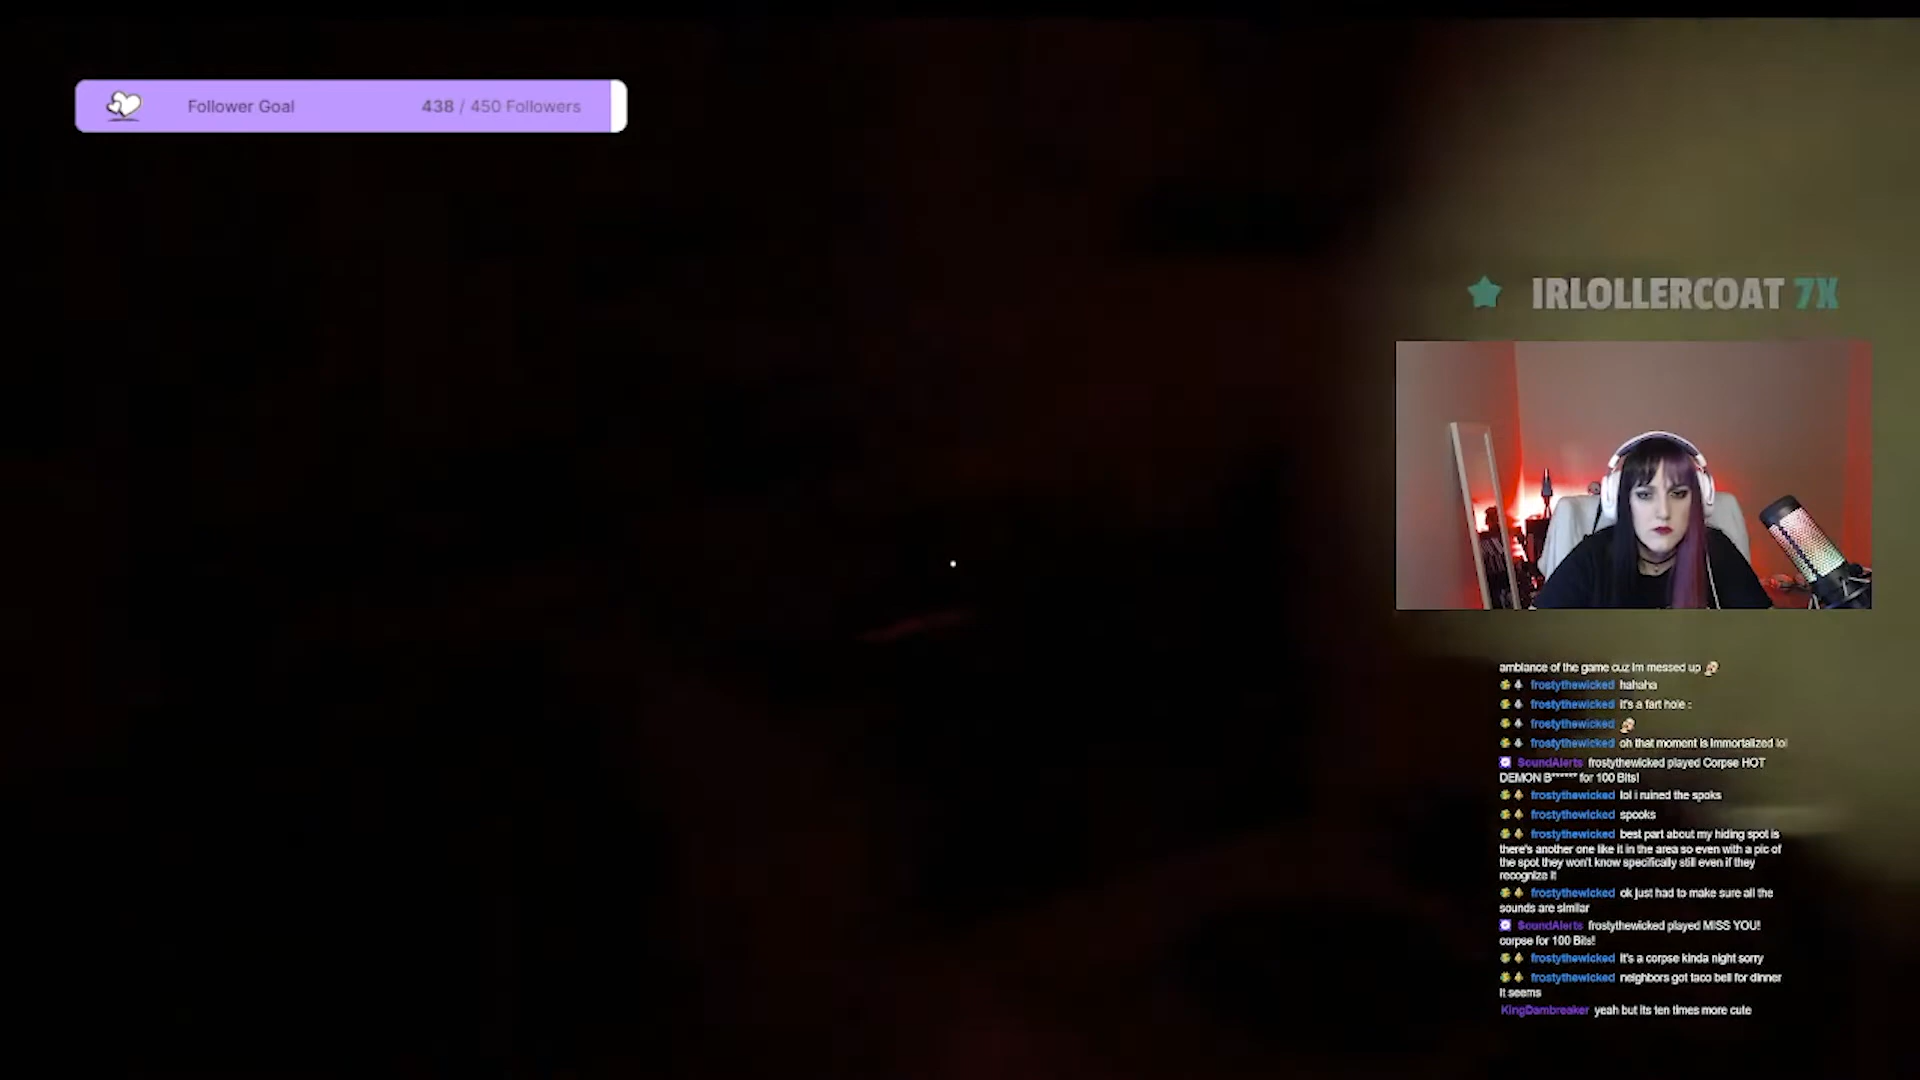 Follower Goal 438 / 450 Followers
IRLOLLERCOAT 7X
ambiance of the game cuz im messed up
frostythewicked hahaha
frostythewicked it's a fart hole :
frostythewicked
frostythewicked oh that moment is immortalized lol
SoundAlerts frostythewicked played Corpse HOT
DEMON B****** for 100 Bits!
frostythewicked lol i ruined the spoks
frostythewicked spooks
frostythewicked best part about my hiding spot is
there's another one like it in the area so even with a pic of
the spot they won't know specifically still even if they
recognize it
frostythewicked ok just had to make sure all the
sounds are similar
SoundAlerts frostythewicked played MISS YOU!
corpse for 100 Bits!
frostythewicked it's a corpse kinda night sorry
frostythewicked neighbors got taco bell for dinner
it seems
KingDambreaker yeah but its ten times more cute